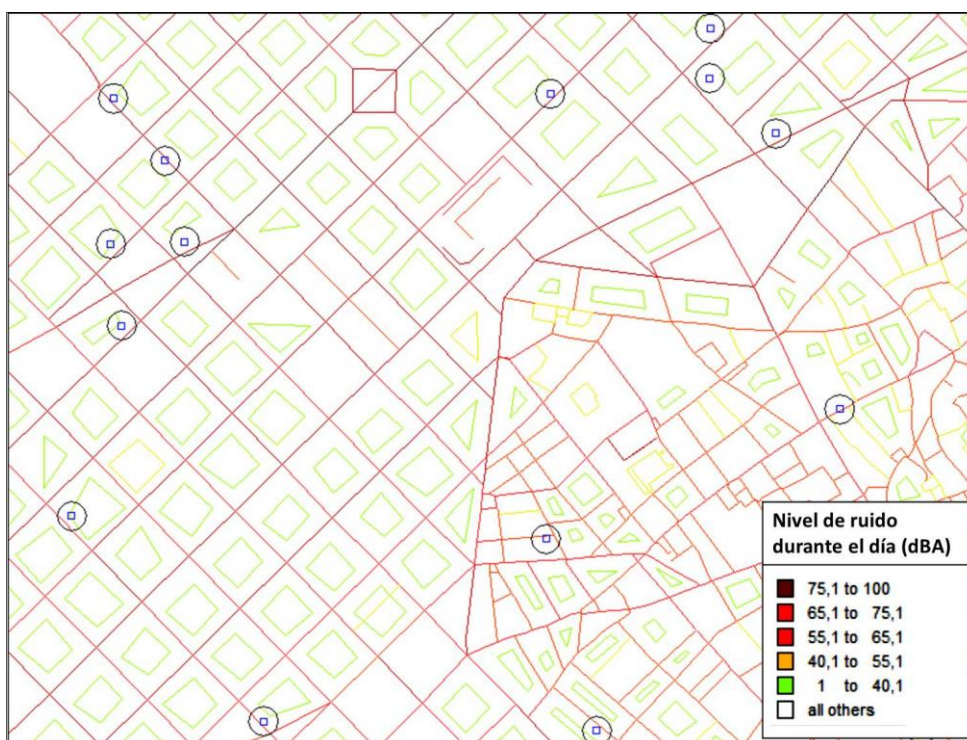 Nivel de ruido
durante el día (dBA)
75,1 to 100
65,1 to 75,1
55,1 to 65,1
40,1 to 55,1
1 to 40,1
all others